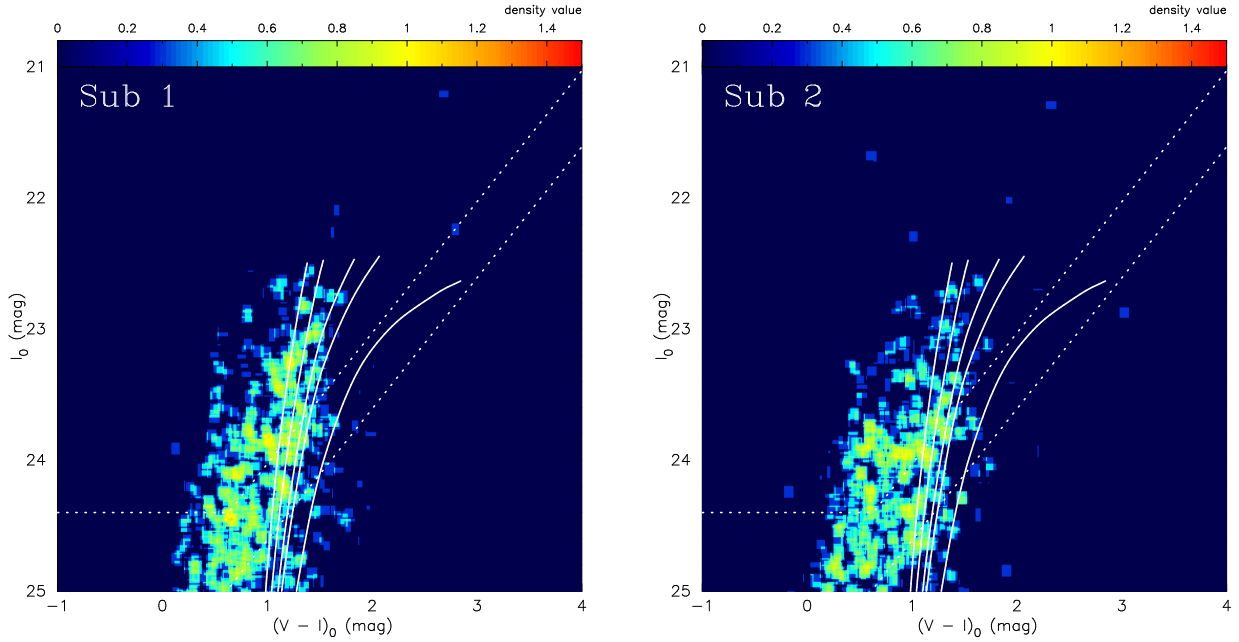 density value
0 0.2 0.4 0.6 0.8 1 1.2 1.4
Sub 1
21
22
23
24
25
I0 (mag)
−1 0 1 2 3 4
(V − I)0 (mag)
density value
0 0.2 0.4 0.6 0.8 1 1.2 1.4
Sub 2
21
22
23
24
25
I0 (mag)
−1 0 1 2 3 4
(V − I)0 (mag)